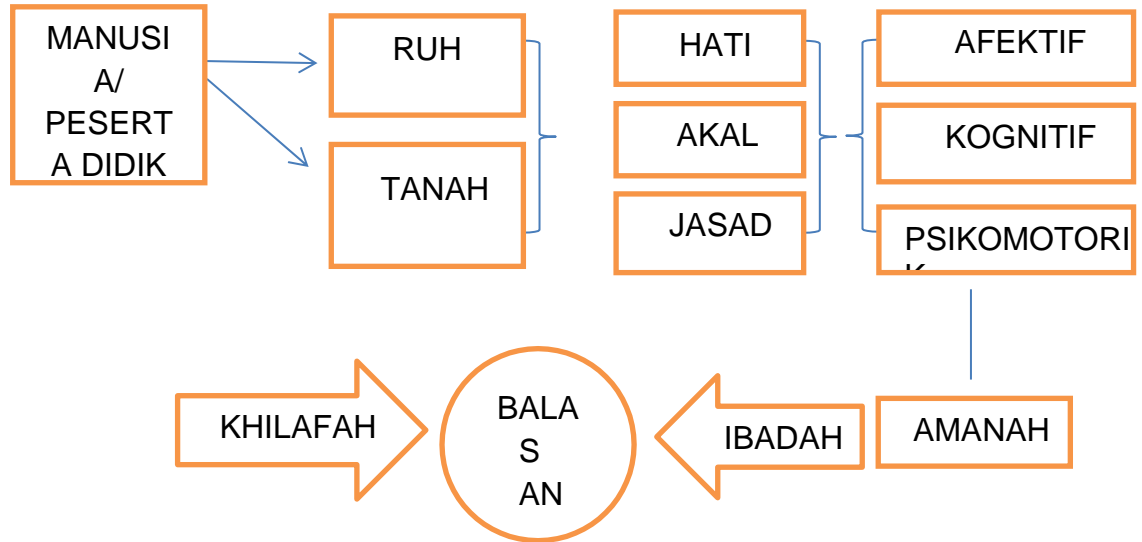 MANUSI
A/
PESERT
A DIDIK
RUH
TANAH
HATI
AKAL
JASAD
AFEKTIF
KOGNITIF
PSIKOMOTORI
K
KHILAFAH
BALA
S
AN
IBADAH
AMANAH